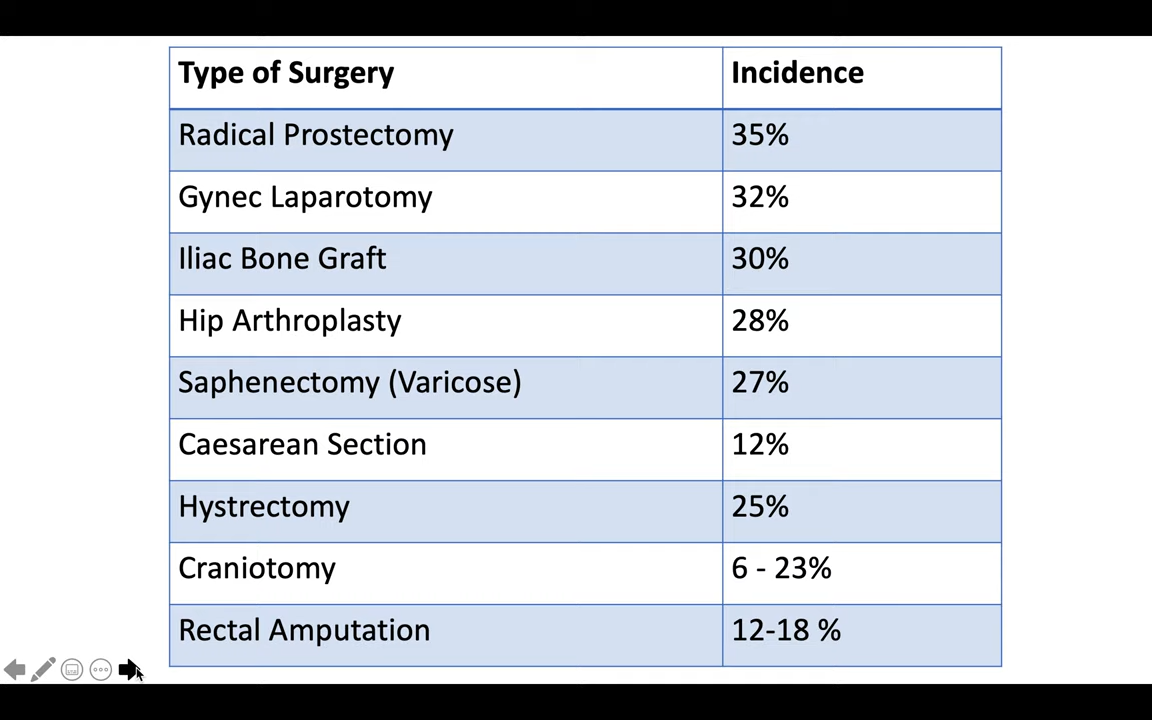 Type of Surgery Incidence
Radical Prostectomy 35%
Gynec Laparotomy 32%
Iliac Bone Graft 30%
Hip Arthroplasty 28%
Saphenectomy (Varicose) 27%
Caesarean Section 12%
Hystrectomy 25%
Craniotomy 6 - 23%
Rectal Amputation 12-18 %